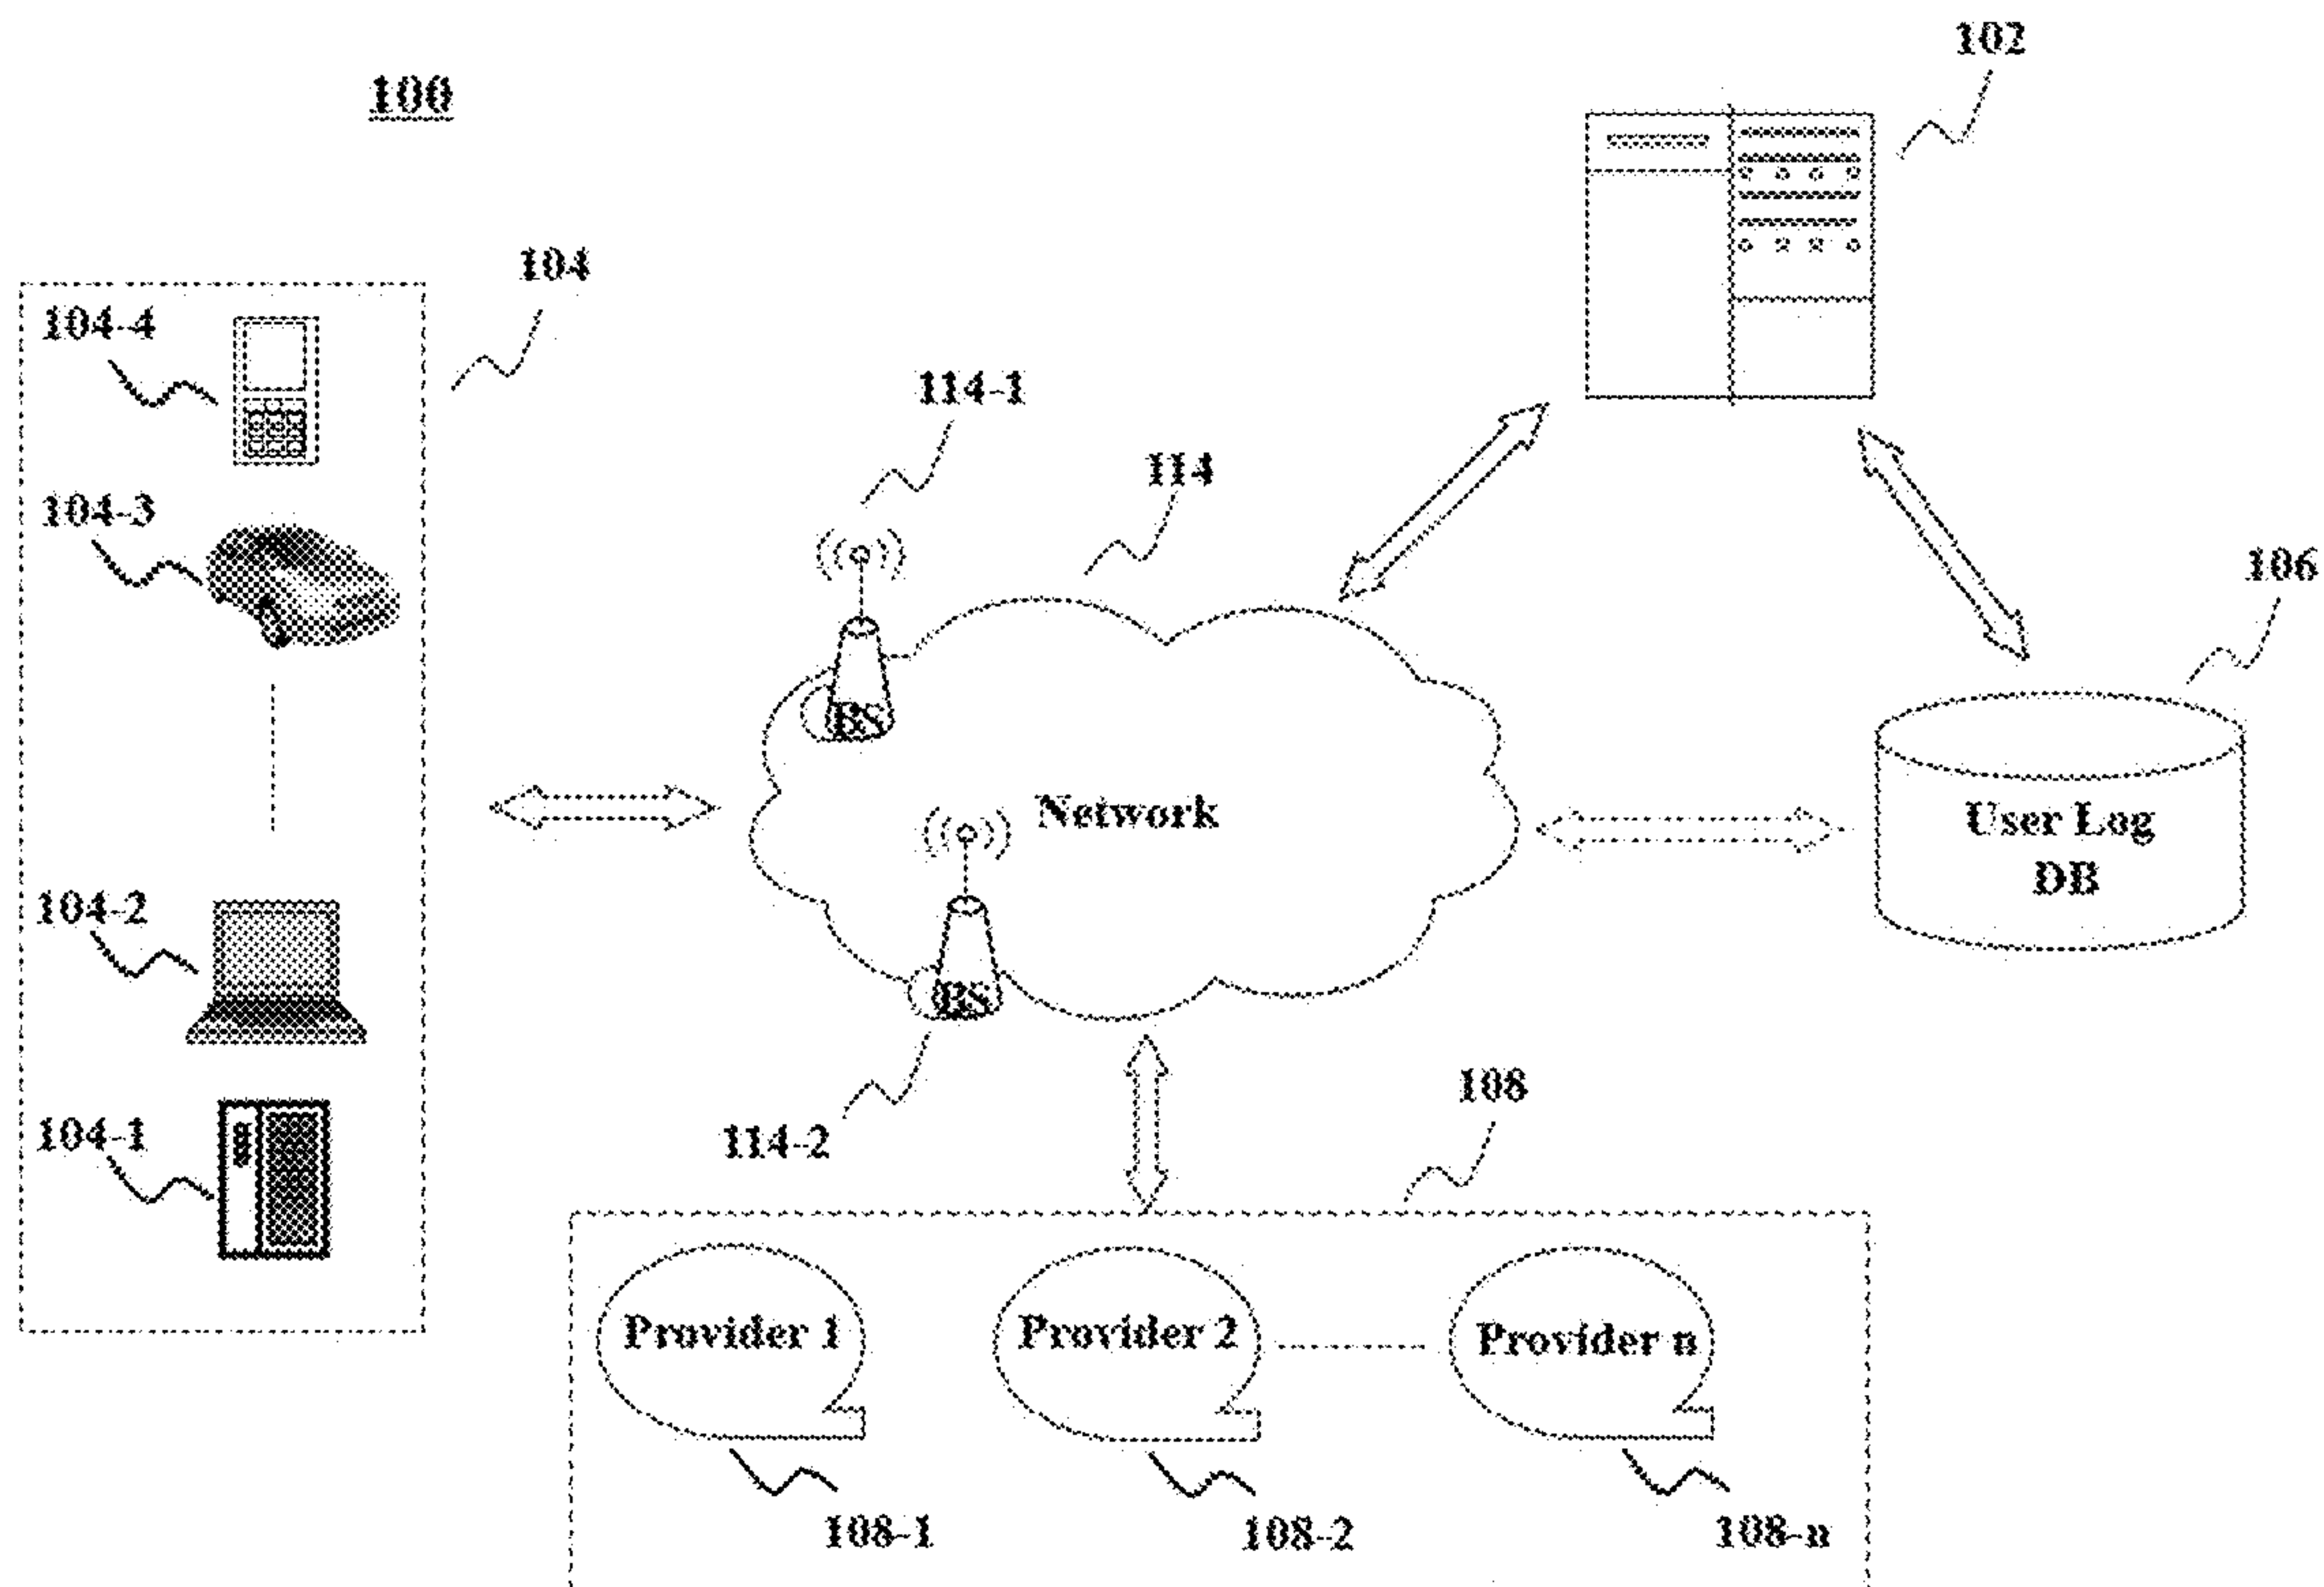 102
100
104
104-4
114-1
114
104-3
106
BS
Network
User Log
DB
104-2
BS
108
104-1
114-2
Provider 1
Provider 2
Provider n
108-1
108-2
108-n